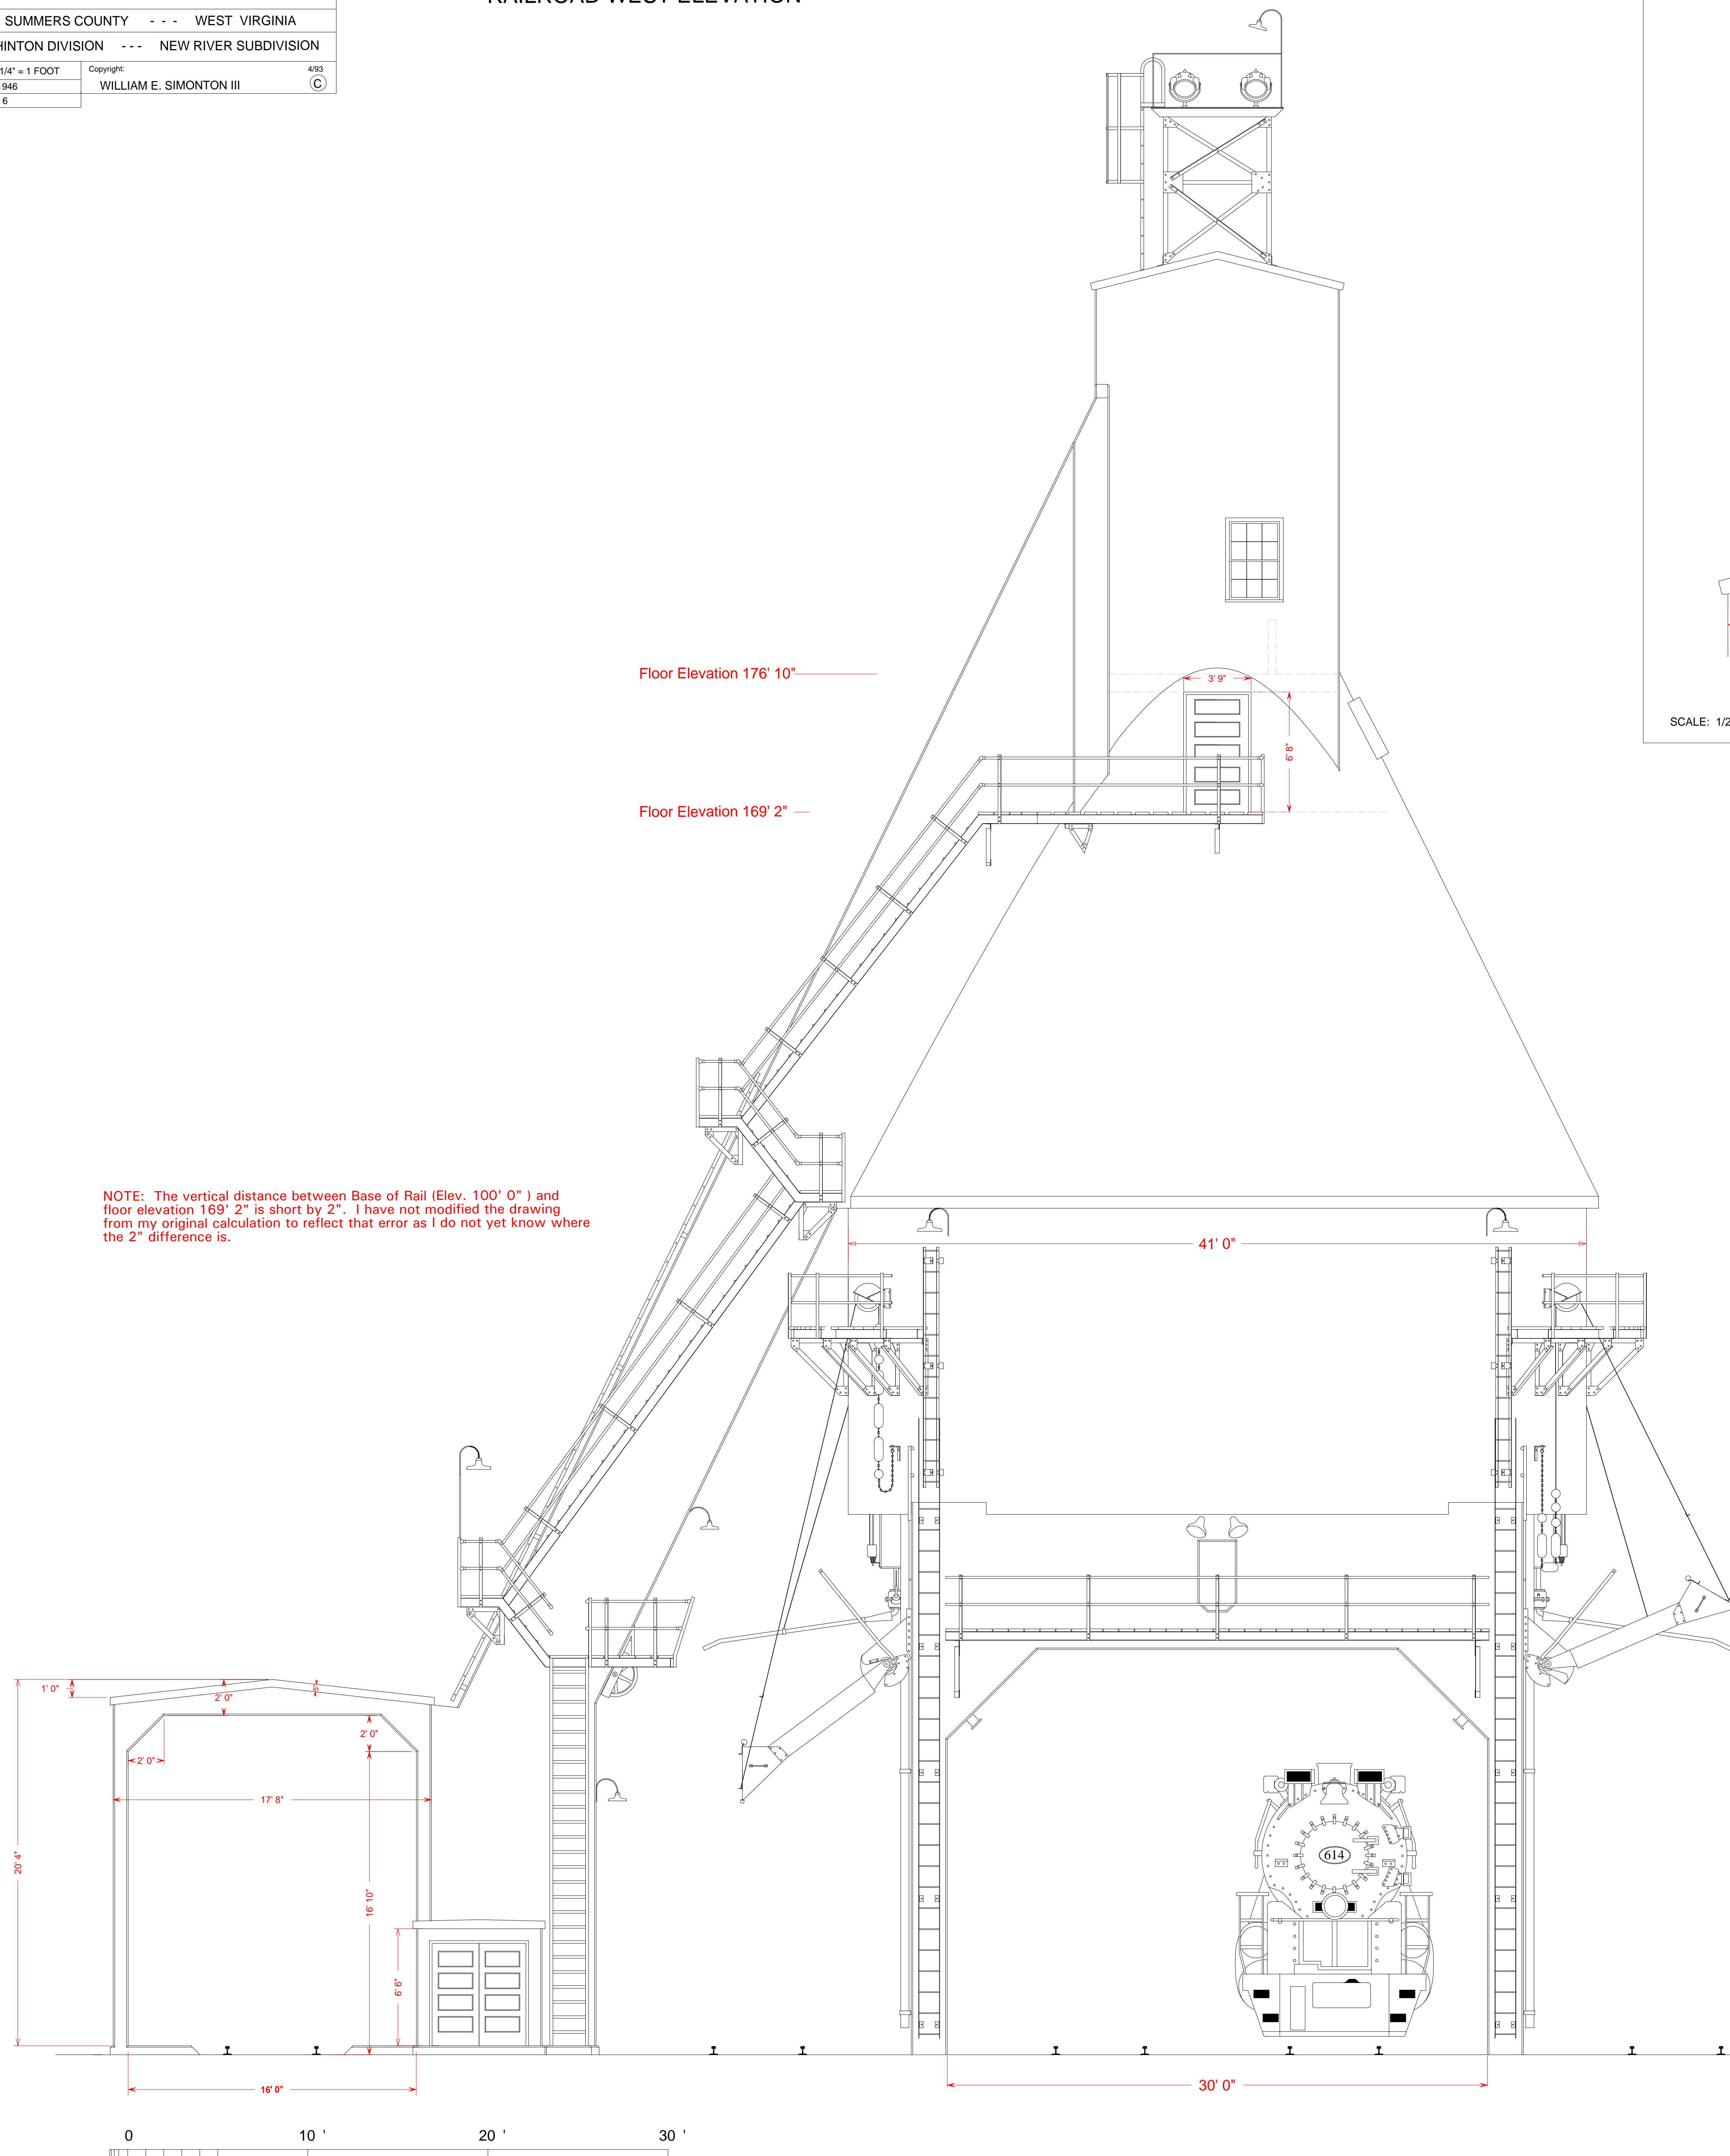 RAILROAD WEST ELEVATION
SUMMERS COUNTY - - - WEST VIRGINIA
HINTON DIVISION - - - NEW RIVER SUBDIVISION
1/4" = 1 FOOT
Copyright:
4/93
946
WILLIAM E. SIMONTON III
C
6
Floor Elevation 176' 10"
3' 9"
6' 8"
SCALE: 1/2
Floor Elevation 169' 2"
NOTE: The vertical distance between Base of Rail (Elev. 100' 0" ) and
floor elevation 169' 2" is short by 2". I have not modified the drawing
from my original calculation to reflect that error as I do not yet know where
the 2" difference is.
41' 0"
1' 0"
2' 0"
5"
2' 0"
2' 0"
17' 8"
20' 4"
16' 10"
614
6' 6"
16' 0"
30' 0"
0 10 ' 20 ' 30 '